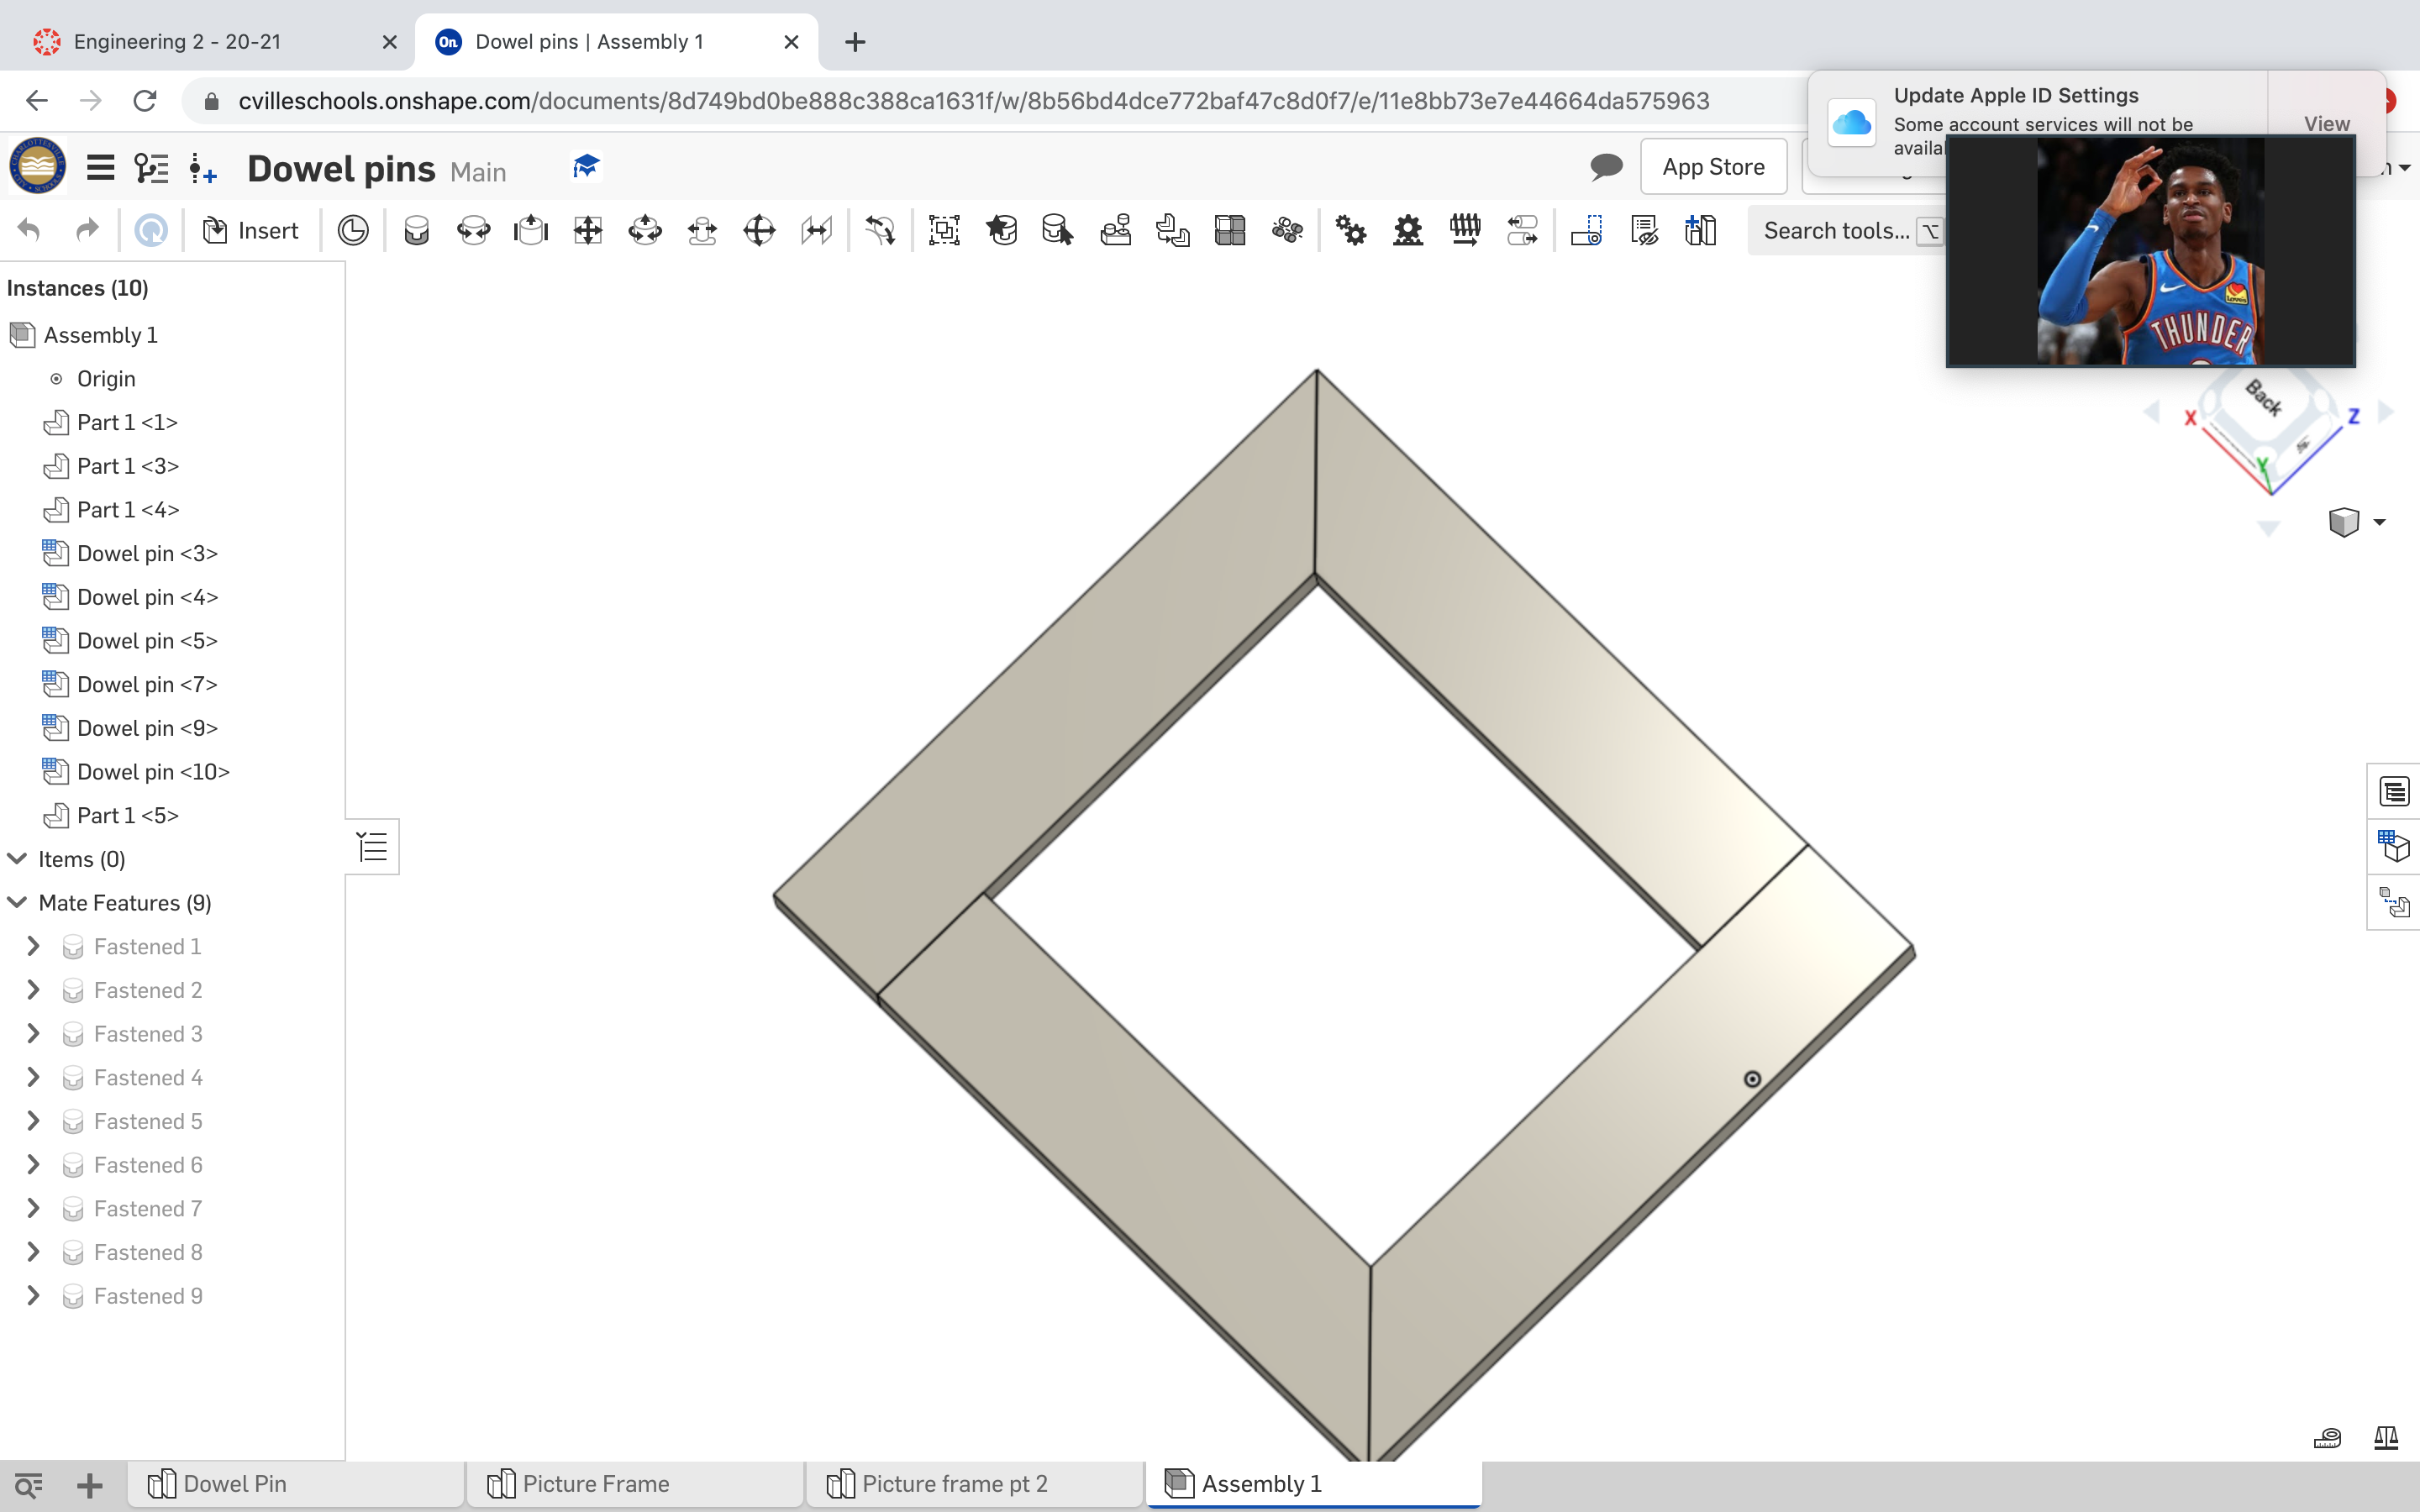 Engineering 2 - 20-21
Dowel pins | Assembly 1
cvilleschools.onshape.com/documents/8d749bd0be888c388ca1631f/w/8b56bd4dce772baf47c8d0f7/e/11e8bb73e7e44664da575963
Update Apple ID Settings
Some account services will not be
View
Dowel pins Main
App Store
Insert
Search tools...
THUNDER
Instances (10)
Assembly 1
Origin
Part 1 <1>
Part 1 <3>
Part 1 <4>
Dowel pin <3>
Dowel pin <4>
Dowel pin <5>
Dowel pin <7>
Dowel pin <9>
Dowel pin <10>
Part 1 <5>
Items (0)
Mate Features (9)
Fastened 1
Fastened 2
Fastened 3
Fastened 4
Fastened 5
Fastened 6
Fastened 7
Fastened 8
Fastened 9
Back
X
Y
Z
Dowel Pin
Picture Frame
Picture frame pt 2
Assembly 1